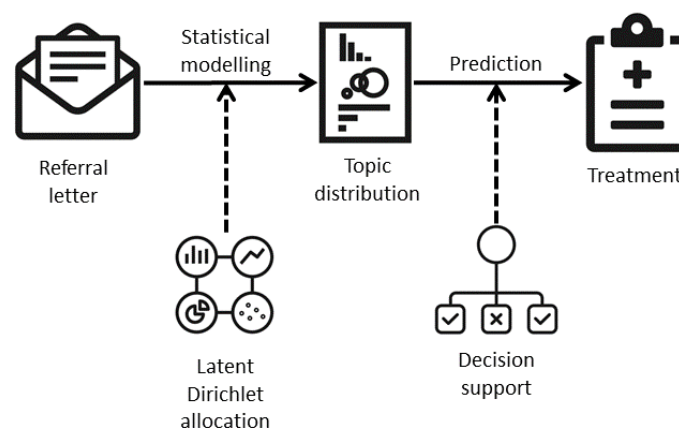 Statistical
modelling
Prediction
Referral
letter
Topic
distribution
Treatment
Latent
Dirichlet
allocation
Decision
support